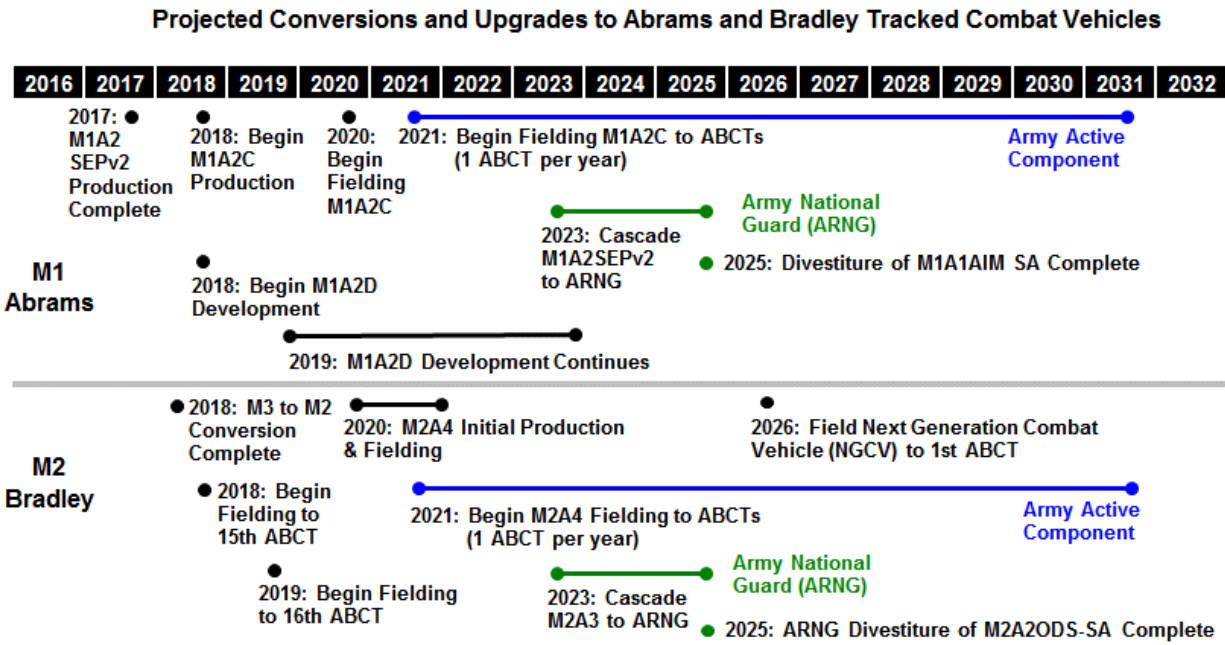 Projected Conversions and Upgrades to Abrams and Bradley Tracked Combat Vehicles
2016 2017 2018 2019 2020 2021 2022 2023 2024 2025 2026 2027 2028 2029 2030 2031 2032
2017:
M1A2
SEPv2
Production
Complete
2018: Begin
M1A2C
Production
2020:
Begin
Fielding
M1A2C
2021: Begin Fielding M1A2C to ABCTs
(1 ABCT per year)
Army Active
Component
Army National
Guard (ARNG)
2023: Cascade
M1A2SEPv2
to ARNG
2025: Divestiture of M1A1AIM SA Complete
M1
Abrams
2018: Begin M1A2D
Development
2019: M1A2D Development Continues
2018: M3 to M2
Conversion
Complete
2020: M2A4 Initial Production
& Fielding
2026: Field Next Generation Combat
Vehicle (NGCV) to 1st ABCT
M2
Bradley
2018: Begin
Fielding to
15th ABCT
2021: Begin M2A4 Fielding to ABCTs
(1 ABCT per year)
Army Active
Component
2019: Begin Fielding
to 16th ABCT
Army National
Guard (ARNG)
2023: Cascade
M2A3 to ARNG
2025: ARNG Divestiture of M2A2ODS-SA Complete